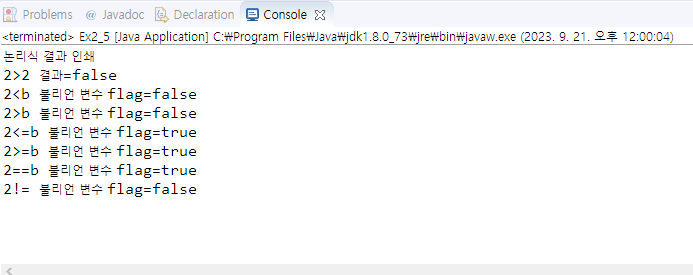 Problems @ Javadoc Declaration Console
<terminated> Ex2_5 [Java Application] C:₩Program Files₩Java₩jdk1.8.0_73₩jre₩bin₩javaw.exe (2023. 9. 21. 오후 12:00:04)
논리식 결과 인쇄
2>2 결과=false
2<b 불리언 변수 flag=false
2>b 불리언 변수 flag=false
2<=b 불리언 변수 flag=true
2>=b 불리언 변수 flag=true
2==b 불리언 변수 flag=true
2!= 불리언 변수 flag=false